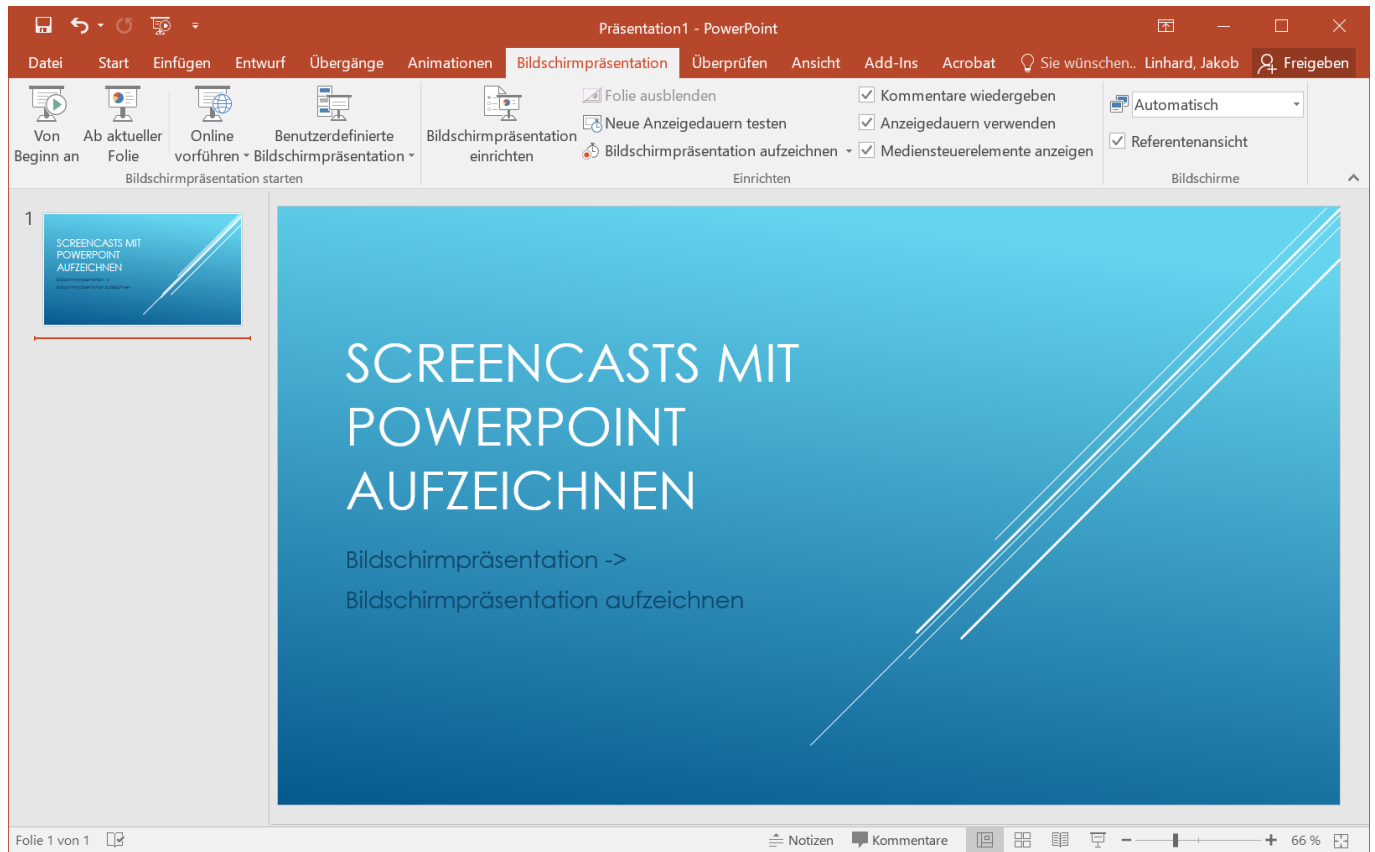 Präsentation1 - PowerPoint
Datei Start Einfügen Entwurf Übergänge Animationen Bildschirmpräsentation Überprüfen Ansicht Add-Ins Acrobat Sie wünschen.. Linhard, Jakob Freigeben
Von Beginn an
Ab aktueller Folie
Online vorführen
Benutzerdefinierte Bildschirmpräsentation
Bildschirmpräsentation starten
Bildschirmpräsentation einrichten
Folie ausblenden
Neue Anzeigedauern testen
Bildschirmpräsentation aufzeichnen
Kommentare wiedergeben
Anzeigedauern verwenden
Mediensteuerelemente anzeigen
Einrichten
Automatisch
Referentenansicht
Bildschirme
1
SCREENCASTS MIT
POWERPOINT
AUFZEICHNEN
Bildschirmpräsentation ->
Bildschirmpräsentation aufzeichnen
SCREENCASTS MIT
POWERPOINT
AUFZEICHNEN
Bildschirmpräsentation ->
Bildschirmpräsentation aufzeichnen
Folie 1 von 1 Notizen Kommentare 66 %